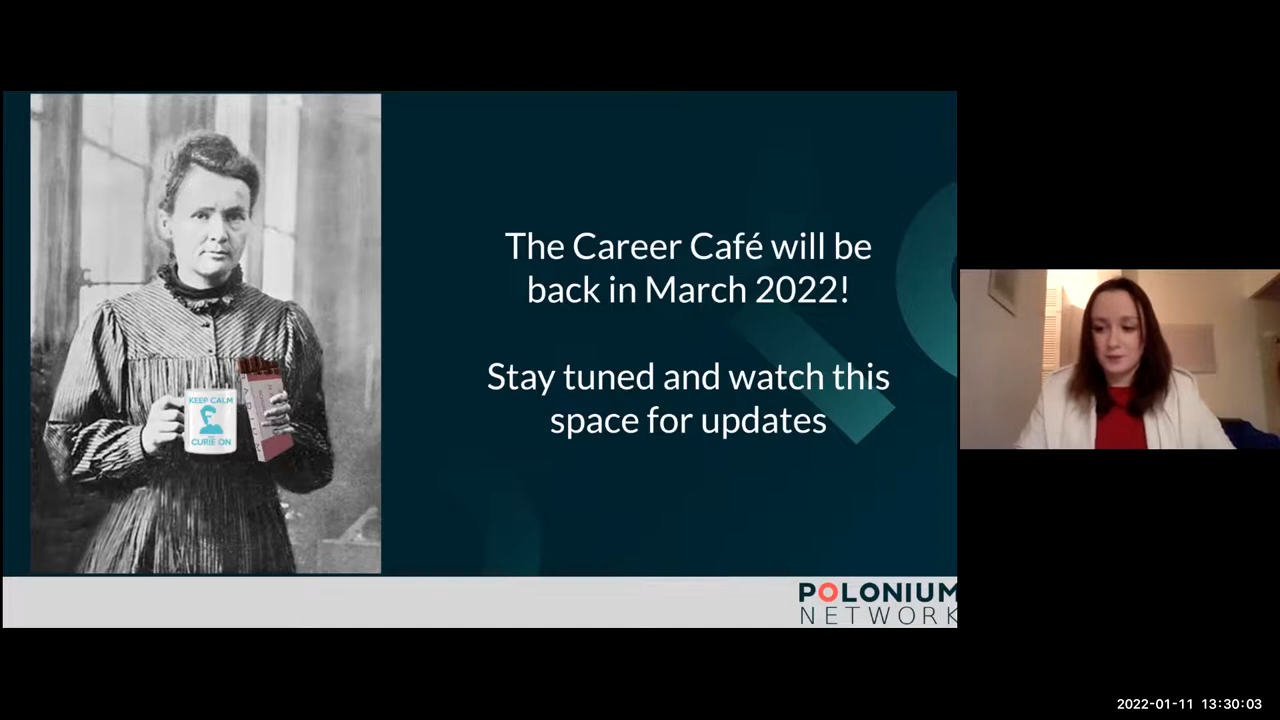 The Career Café will be
back in March 2022!
Stay tuned and watch this
space for updates
KEEP CALM
CURIE ON
POLONIUM
NETWORK
2022-01-11 13:30:03